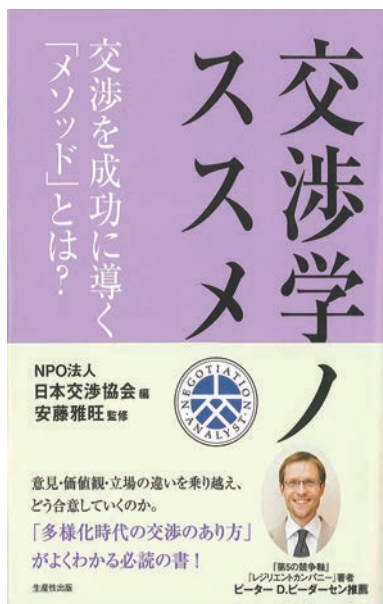 交渉学ノ
ススメ
交渉を成功に導く
「メソッド」とは?
NPO法人
日本交渉協会 編
安藤雅旺 監修
NEGOTIATION
ANALYST
意見・価値観・立場の違いを乗り越え、
どう合意していくのか。
「多様化時代の交渉のあり方」
がよくわかる必読の書!
『第5の競争軸』
『レジリエントカンパニー』著者
ピーター D.ピーダーセン推薦
生産性出版